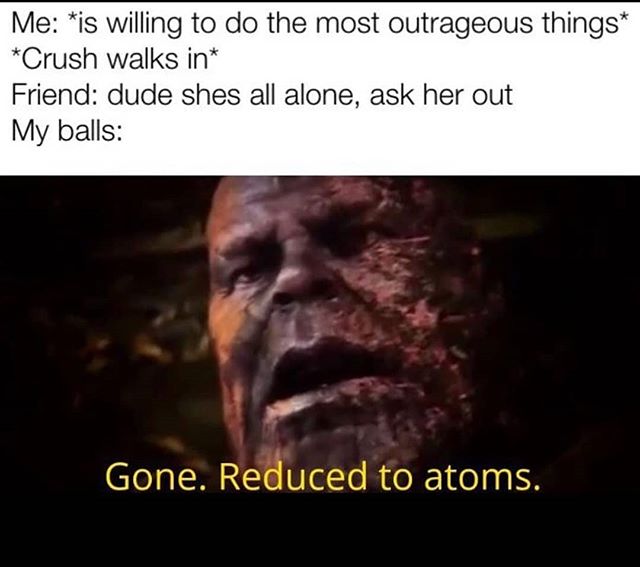 Me: *is willing to do the most outrageous things*
*Crush walks in*
Friend: dude shes all alone, ask her out
My balls:
Gone. Reduced to atoms.